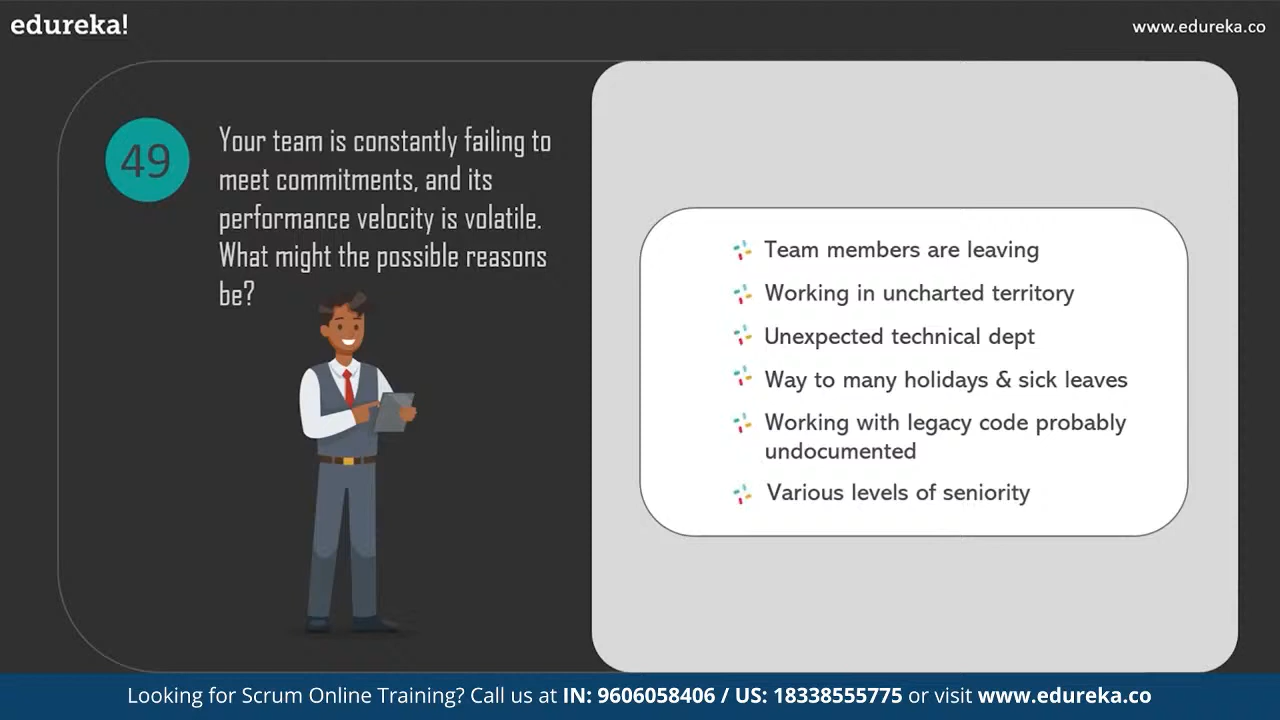 edureka!
www.edureka.co
49
Your team is constantly failing to
meet commitments, and its
performance velocity is volatile.
What might the possible reasons
be?
Team members are leaving
Working in uncharted territory
Unexpected technical dept
Way to many holidays & sick leaves
Working with legacy code probably
undocumented
Various levels of seniority
Looking for Scrum Online Training? Call us at IN: 9606058406 / US: 18338555775 or visit www.edureka.co